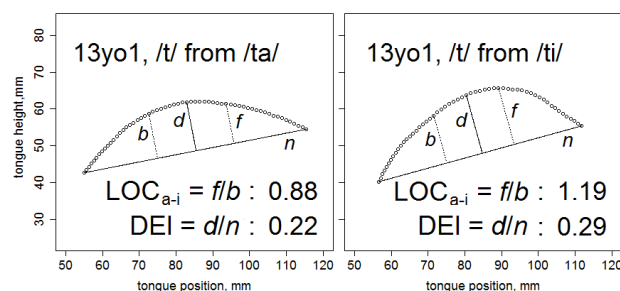 13yo1, /t/ from /ta/
b d f n
LOCa-i = f/b : 0.88
DEI = d/n : 0.22
13yo1, /t/ from /ti/
b d f n
LOCa-i = f/b : 1.19
DEI = d/n : 0.29
tongue height,mm
80
70
60
50
40
30
50 60 70 80 90 100 120
tongue position, mm
50 60 70 80 90 100 120
tongue position, mm